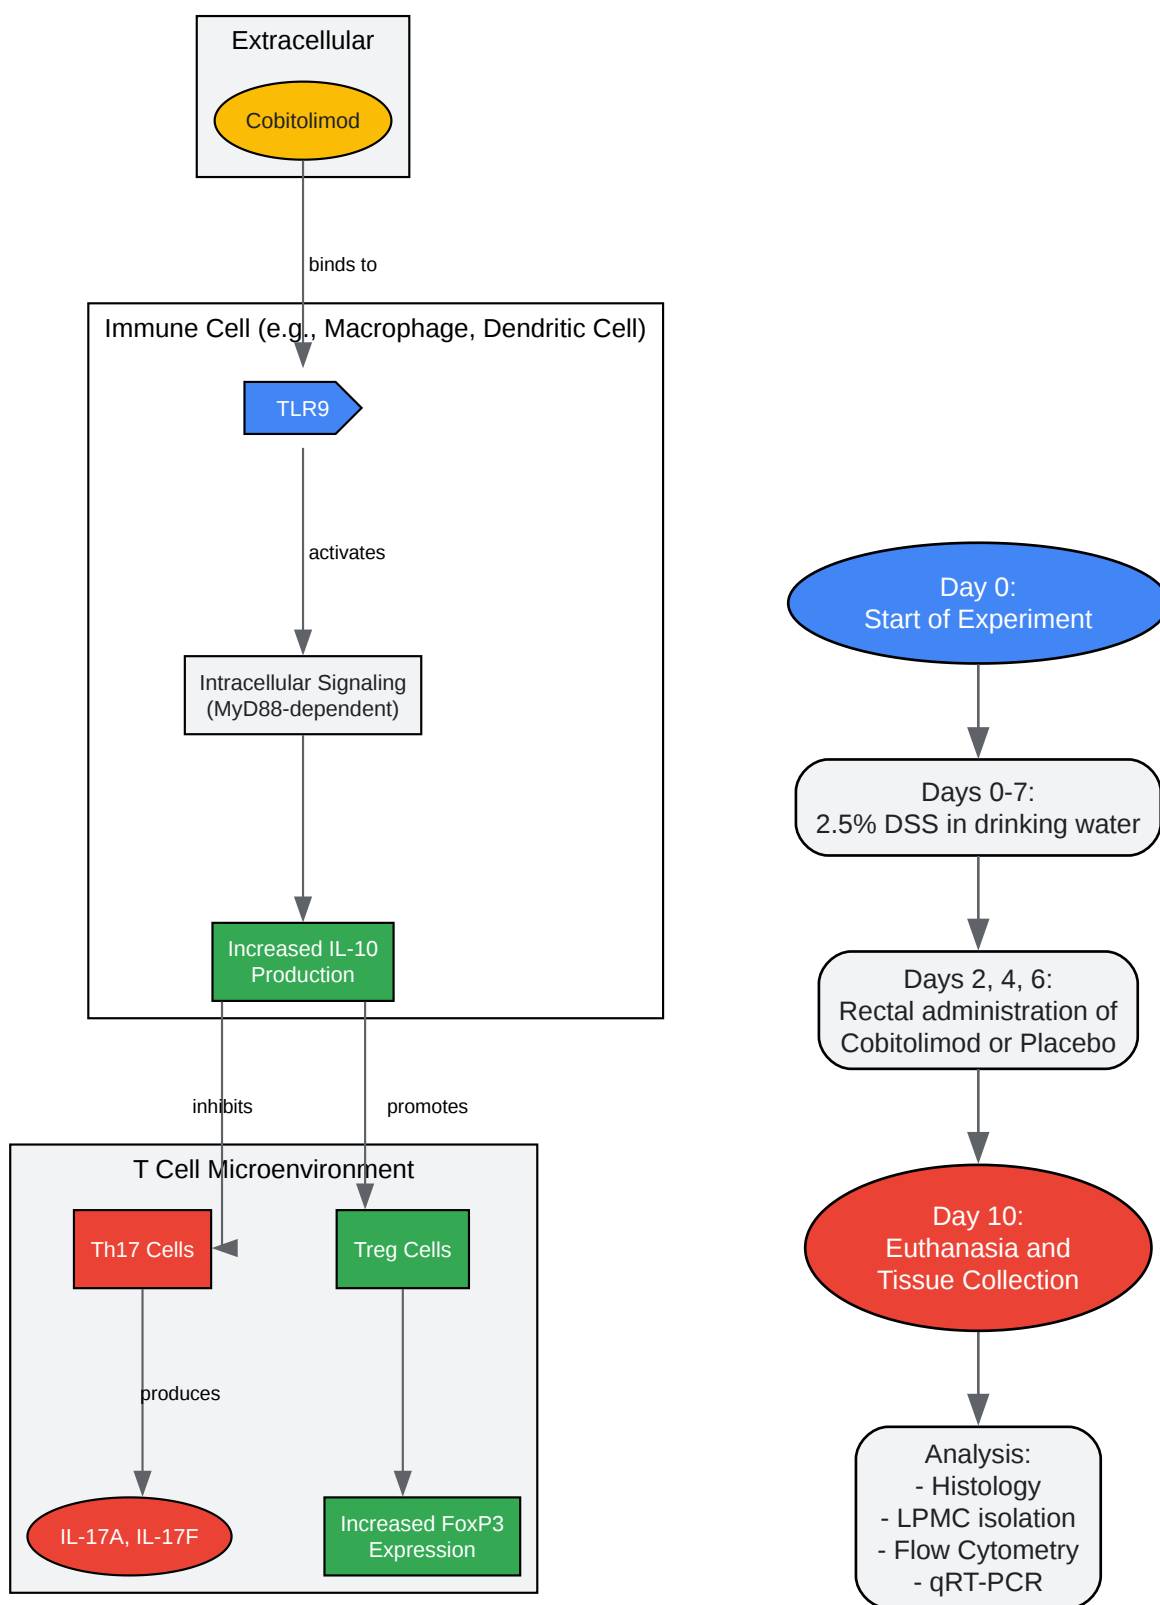 Extracellular
Cobitolimod
binds to
Immune Cell (e.g., Macrophage, Dendritic Cell)
TLR9
activates
Intracellular Signaling
(MyD88-dependent)
Increased IL-10
Production
inhibits
promotes
T Cell Microenvironment
Th17 Cells
Treg Cells
produces
IL-17A, IL-17F
Increased FoxP3
Expression
Day 0:
Start of Experiment
Days 0-7:
2.5% DSS in drinking water
Days 2, 4, 6:
Rectal administration of
Cobitolimod or Placebo
Day 10:
Euthanasia and
Tissue Collection
Analysis:
- Histology
- LPMC isolation
- Flow Cytometry
- qRT-PCR